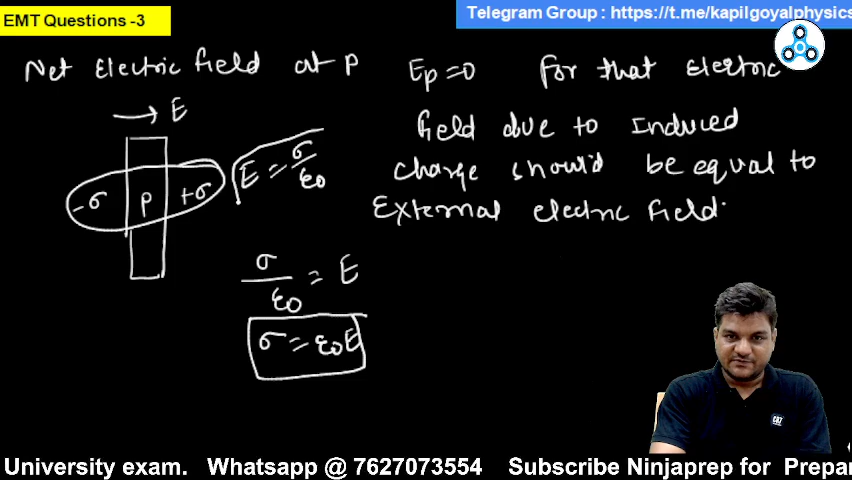 EMT Questions -3
Telegram Group : https://t.me/kapilgoyalphysics
Net Electric field at P
Ep=0 for that Electric
field due to Induced
charge should be equal to
External electric field.
→ E
-σ P +σ
E = σ/ε0
σ/ε0 = E
σ = ε0E
University exam. Whatsapp @ 7627073554 Subscribe Ninjaprep for Prepar